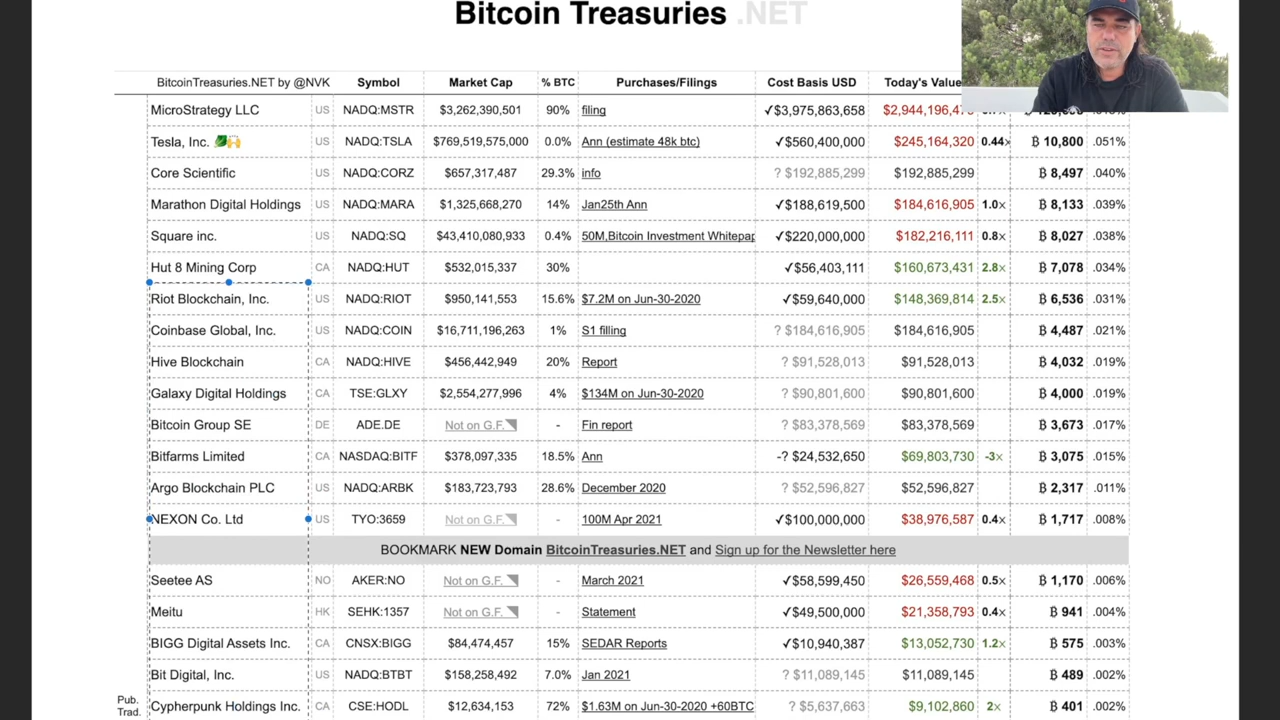 Bitcoin Treasuries .NET
BitcoinTreasuries.NET by @NVK Symbol Market Cap % BTC Purchases/Filings Cost Basis USD Today's Value
MicroStrategy LLC US NADQ:MSTR $3,262,390,501 90% filing ✓$3,975,863,658
Tesla, Inc. US NADQ:TSLA $769,519,575,000 0.0% Ann (estimate 48k btc) ✓$560,400,000 $245,164,320 0.44x ₿ 10,800 .051%
Core Scientific US NADQ:CORZ $657,317,487 29.3% info ? $192,885,299 $192,885,299 ₿ 8,497 .040%
Marathon Digital Holdings US NADQ:MARA $1,325,668,270 14% Jan25th Ann ✓$188,619,500 $184,616,905 1.0x ₿ 8,133 .039%
Square inc. US NADQ:SQ $43,410,080,933 0.4% 50M,Bitcoin Investment Whitepap ✓$220,000,000 $182,216,111 0.8x ₿ 8,027 .038%
Hut 8 Mining Corp CA NADQ:HUT $532,015,337 30% ✓$56,403,111 $160,673,431 2.8x ₿ 7,078 .034%
Riot Blockchain, Inc. US NADQ:RIOT $950,141,553 15.6% $7.2M on Jun-30-2020 ✓$59,640,000 $148,369,814 2.5x ₿ 6,536 .031%
Coinbase Global, Inc. US NADQ:COIN $16,711,196,263 1% S1 filling ? $184,616,905 $184,616,905 ₿ 4,487 .021%
Hive Blockchain CA NADQ:HIVE $456,442,949 20% Report ? $91,528,013 $91,528,013 ₿ 4,032 .019%
Galaxy Digital Holdings CA TSE:GLXY $2,554,277,996 4% $134M on Jun-30-2020 ? $90,801,600 $90,801,600 ₿ 4,000 .019%
Bitcoin Group SE DE ADE.DE Not on G.F. - Fin report ? $83,378,569 $83,378,569 ₿ 3,673 .017%
Bitfarms Limited CA NASDAQ:BITF $378,097,335 18.5% Ann -? $24,532,650 $69,803,730 -3x ₿ 3,075 .015%
Argo Blockchain PLC US NADQ:ARBK $183,723,793 28.6% December 2020 ? $52,596,827 $52,596,827 ₿ 2,317 .011%
NEXON Co. Ltd US TYO:3659 Not on G.F. - 100M Apr 2021 ✓$100,000,000 $38,976,587 0.4x ₿ 1,717 .008%
BOOKMARK NEW Domain BitcoinTreasuries.NET and Sign up for the Newsletter here
Seetee AS NO AKER:NO Not on G.F. - March 2021 ✓$58,599,450 $26,559,468 0.5x ₿ 1,170 .006%
Meitu HK SEHK:1357 Not on G.F. - Statement ✓$49,500,000 $21,358,793 0.4x ₿ 941 .004%
BIGG Digital Assets Inc. CA CNSX:BIGG $84,474,457 15% SEDAR Reports ✓$10,940,387 $13,052,730 1.2x ₿ 575 .003%
Bit Digital, Inc. US NADQ:BTBT $158,258,492 7.0% Jan 2021 ? $11,089,145 $11,089,145 ₿ 489 .002%
Pub. Trad. Cypherpunk Holdings Inc. CA CSE:HODL $12,634,153 72% $1.63M on Jun-30-2020 +60BTC ? $5,637,663 $9,102,860 2x ₿ 401 .002%